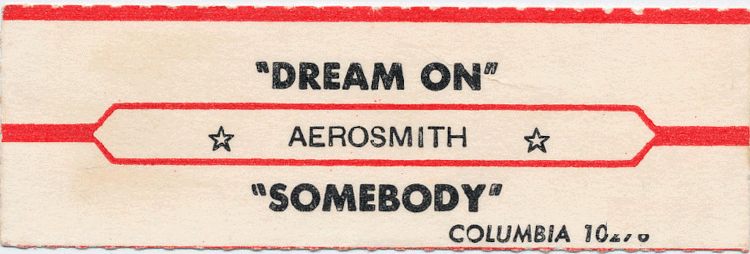 "DREAM ON"
☆ AEROSMITH ☆
"SOMEBODY"
COLUMBIA